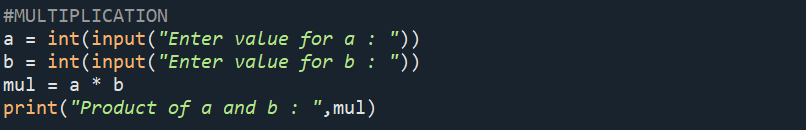 #MULTIPLICATION
a = int(input("Enter value for a : "))
b = int(input("Enter value for b : "))
mul = a * b
print("Product of a and b : ",mul)